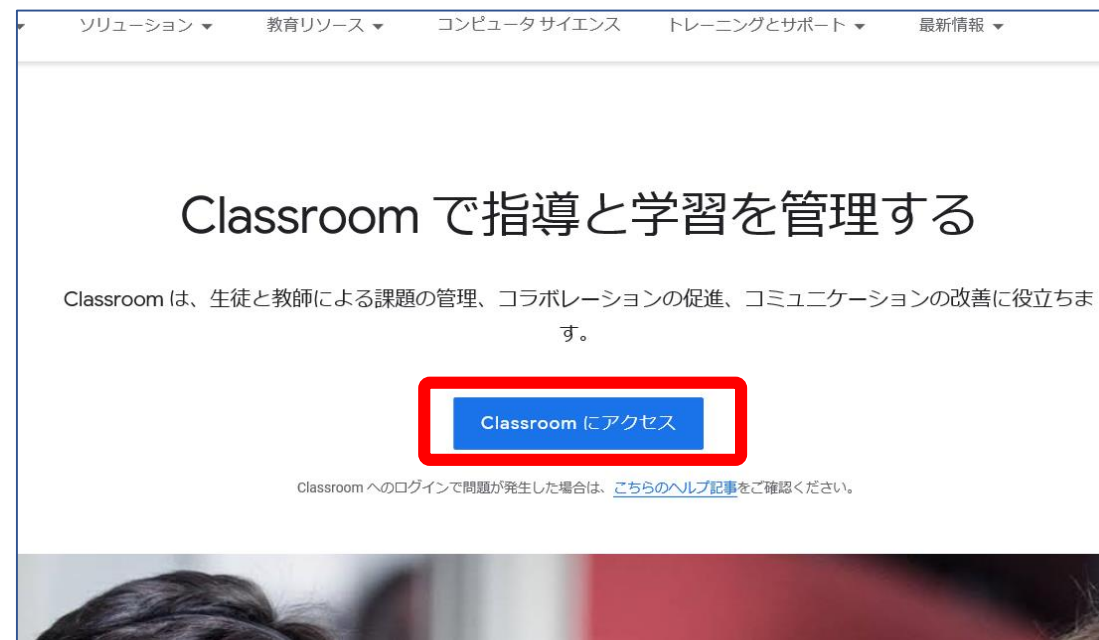 ソリューション 教育リソース コンピュータ サイエンス トレーニングとサポート 最新情報
Classroom で指導と学習を管理する
Classroom は、生徒と教師による課題の管理、コラボレーションの促進、コミュニケーションの改善に役立ちま
す。
Classroom にアクセス
Classroom へのログインで問題が発生した場合は、こちらのヘルプ記事をご確認ください。